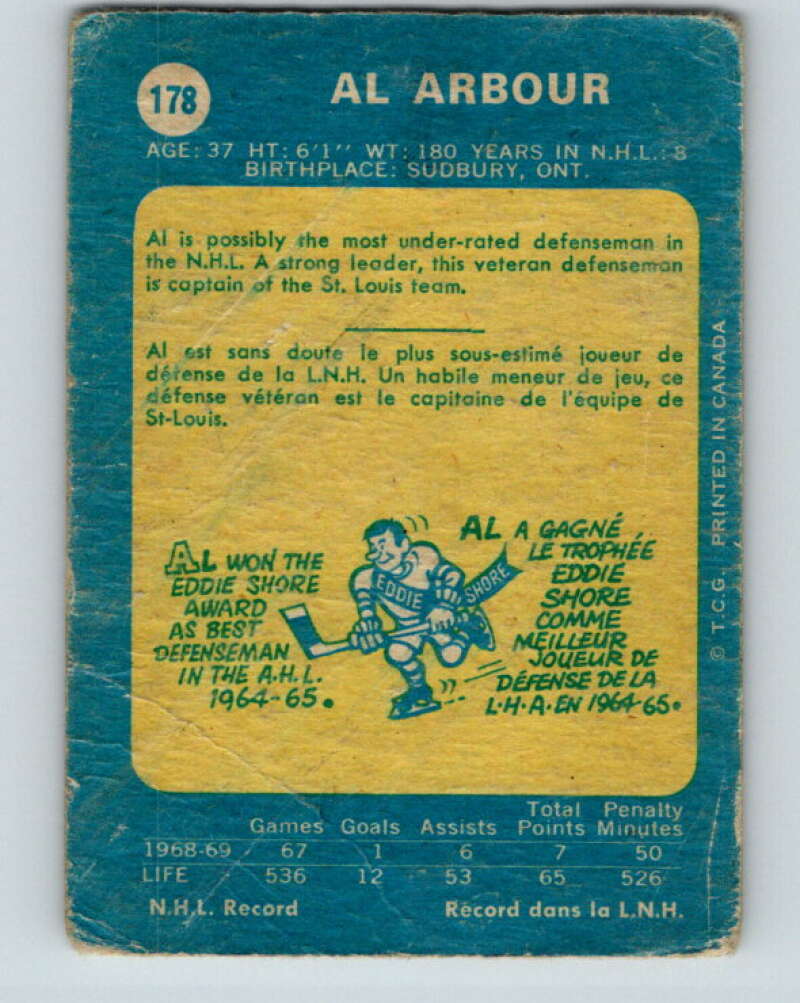 178
AL ARBOUR
AGE: 37 HT: 6'1'' WT: 180 YEARS IN N.H.L.: 8
BIRTHPLACE: SUDBURY, ONT.
Al is possibly the most under-rated defenseman in
the N.H.L. A strong leader, this veteran defenseman
is captain of the St. Louis team.
Al est sans doute le plus sous-estimé joueur de
défense de la L.N.H. Un habile meneur de jeu, ce
défense vétéran est le capitaine de l'équipe de
St-Louis.
AL WON THE
EDDIE SHORE
AWARD
AS BEST
DEFENSEMAN
IN THE A.H.L.
1964-65.
EDDIE SHORE
AL A GAGNÉ
LE TROPHÉE
EDDIE
SHORE
COMME
MEILLEUR
JOUEUR DE
DÉFENSE DE LA
L.H.A. EN 1964-65.
© T.C.G. PRINTED IN CANADA
Games Goals Assists Total Points Penalty Minutes
1968-69 67 1 6 7 50
LIFE 536 12 53 65 526
N.H.L. Record Record dans la L.N.H.